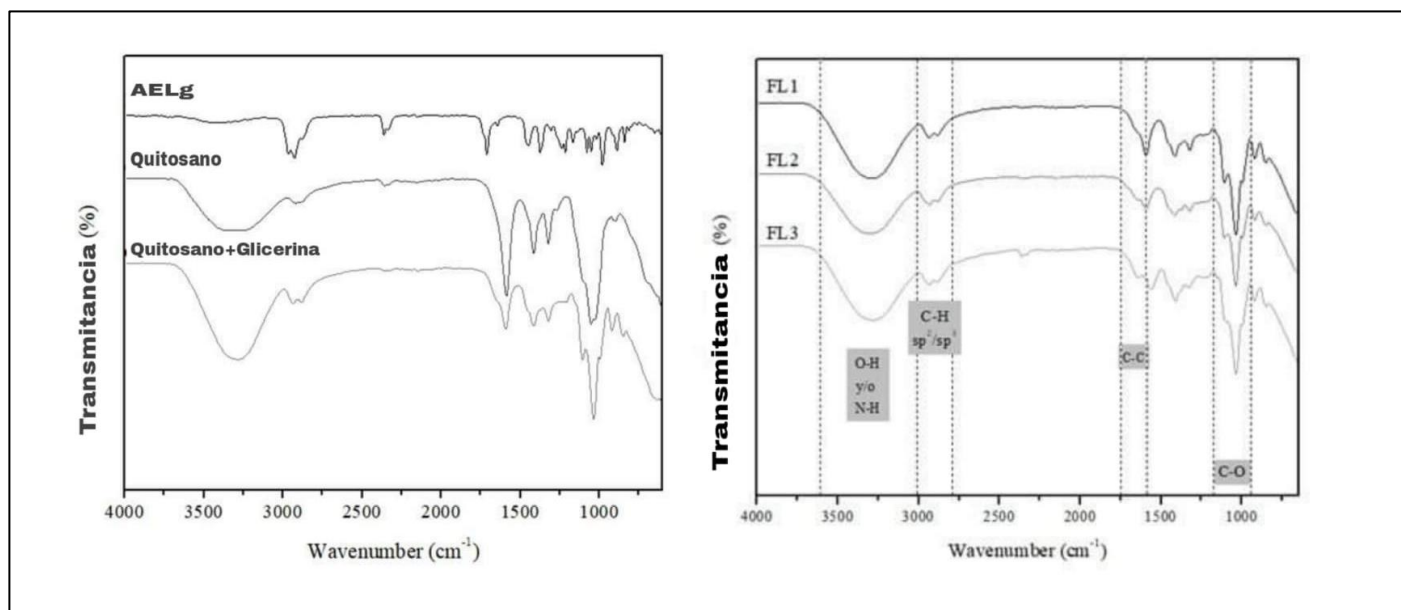 AELg
Quitosano
Quitosano+Glicerina
Transmitancia (%)
4000 3500 3000 2500 2000 1500 1000
Wavenumber (cm⁻¹)
FL1
FL2
FL3
C-H
sp²/sp³
O-H
y/o
N-H
C-C
C-O
Transmitancia (%)
4000 3500 3000 2500 2000 1500 1000
Wavenumber (cm⁻¹)